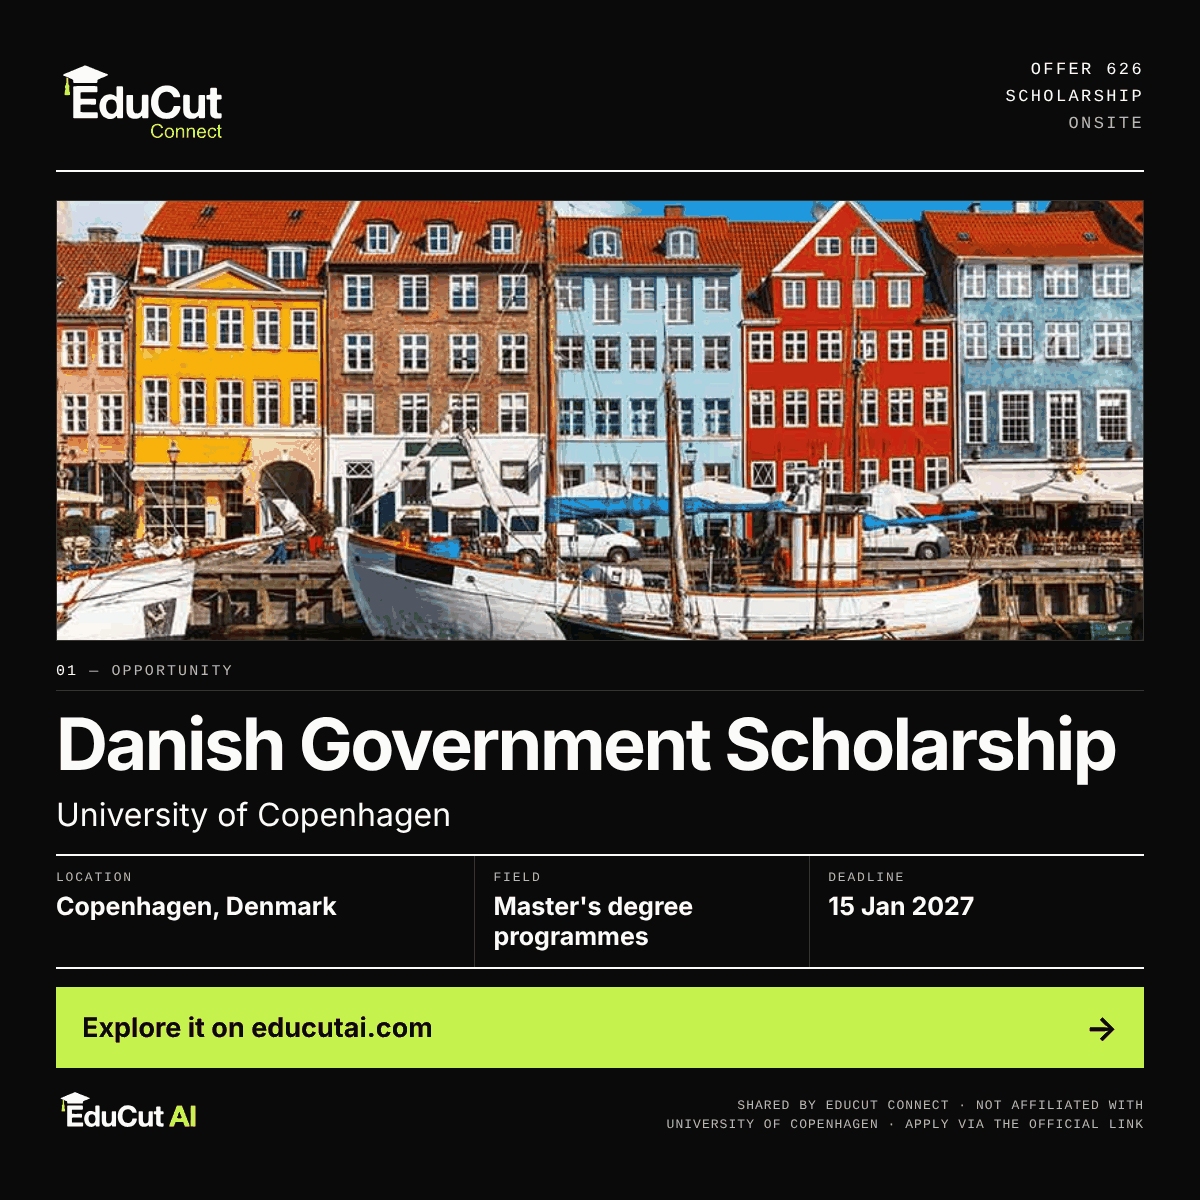 EduCut
Connect
OFFER 626
SCHOLARSHIP
ONSITE
01 — OPPORTUNITY
Danish Government Scholarship
University of Copenhagen
LOCATION
Copenhagen, Denmark
FIELD
Master's degree
programmes
DEADLINE
15 Jan 2027
Explore it on educutai.com
EduCut AI
SHARED BY EDUCUT CONNECT · NOT AFFILIATED WITH
UNIVERSITY OF COPENHAGEN · APPLY VIA THE OFFICIAL LINK